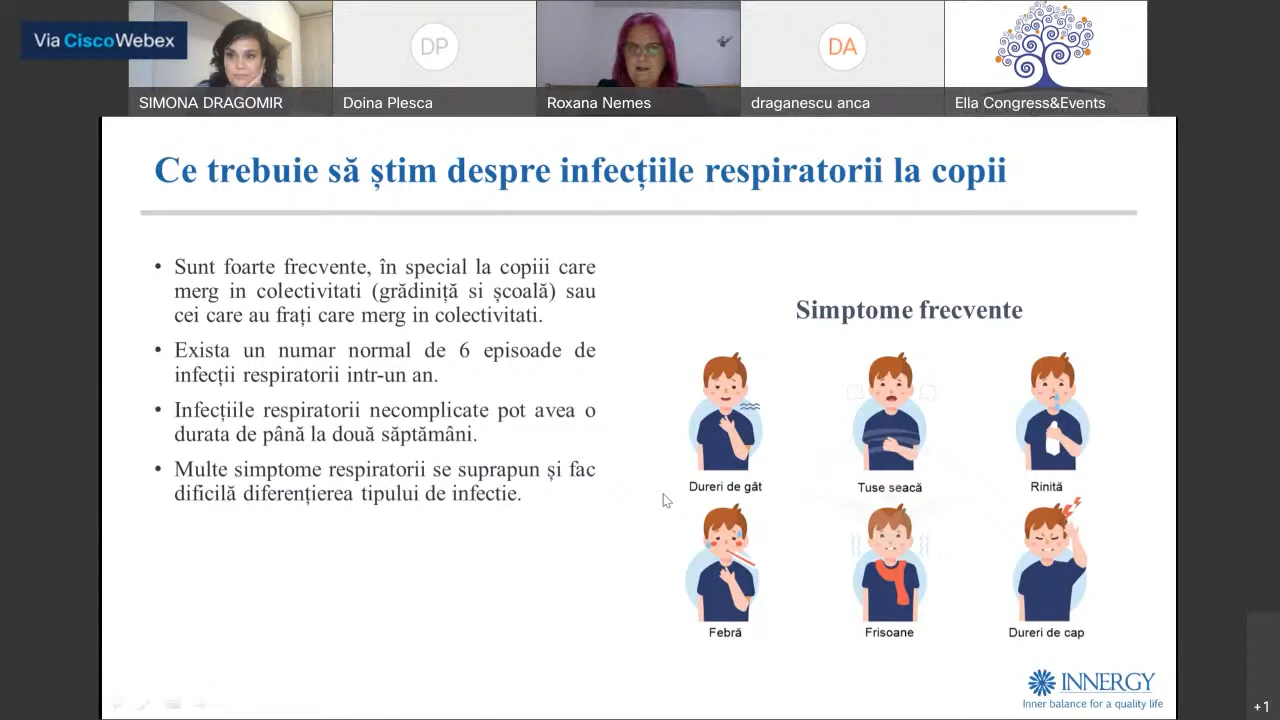 Via CiscoWebex
DP
DA
SIMONA DRAGOMIR
Doina Plesca
Roxana Nemes
draganescu anca
Ella Congress&Events
Ce trebuie să știm despre infecțiile respiratorii la copii
• Sunt foarte frecvente, în special la copiii care
merg in colectivitati (grădiniță si școală) sau
cei care au frați care merg in colectivitati.
• Exista un numar normal de 6 episoade de
infecții respiratorii intr-un an.
• Infecțiile respiratorii necomplicate pot avea o
durata de până la două săptămâni.
• Multe simptome respiratorii se suprapun și fac
dificilă diferențierea tipului de infectie.
Simptome frecvente
Dureri de gât
Tuse seacă
Rinită
Febră
Frisoane
Dureri de cap
INNERGY
Inner balance for a quality life
+1